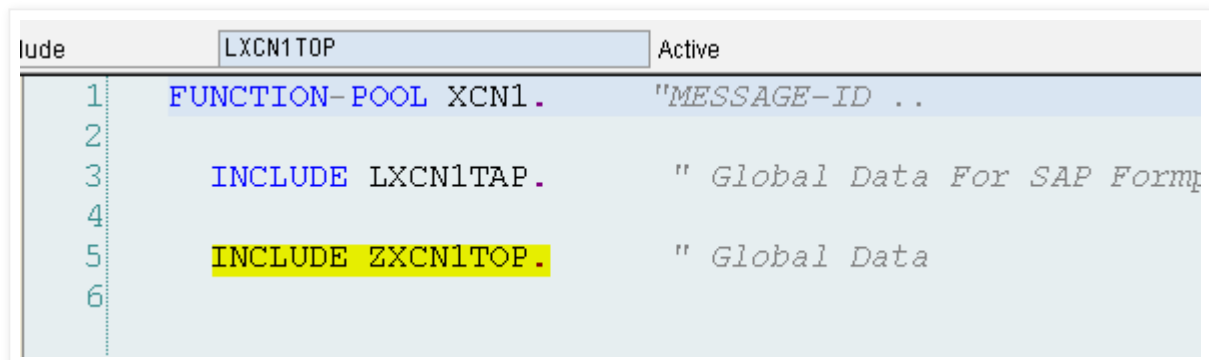 lude LXCN1TOP Active
1 FUNCTION-POOL XCN1. "MESSAGE-ID ..
2
3 INCLUDE LXCN1TAP. " Global Data For SAP Formp
4
5 INCLUDE ZXCN1TOP. " Global Data
6